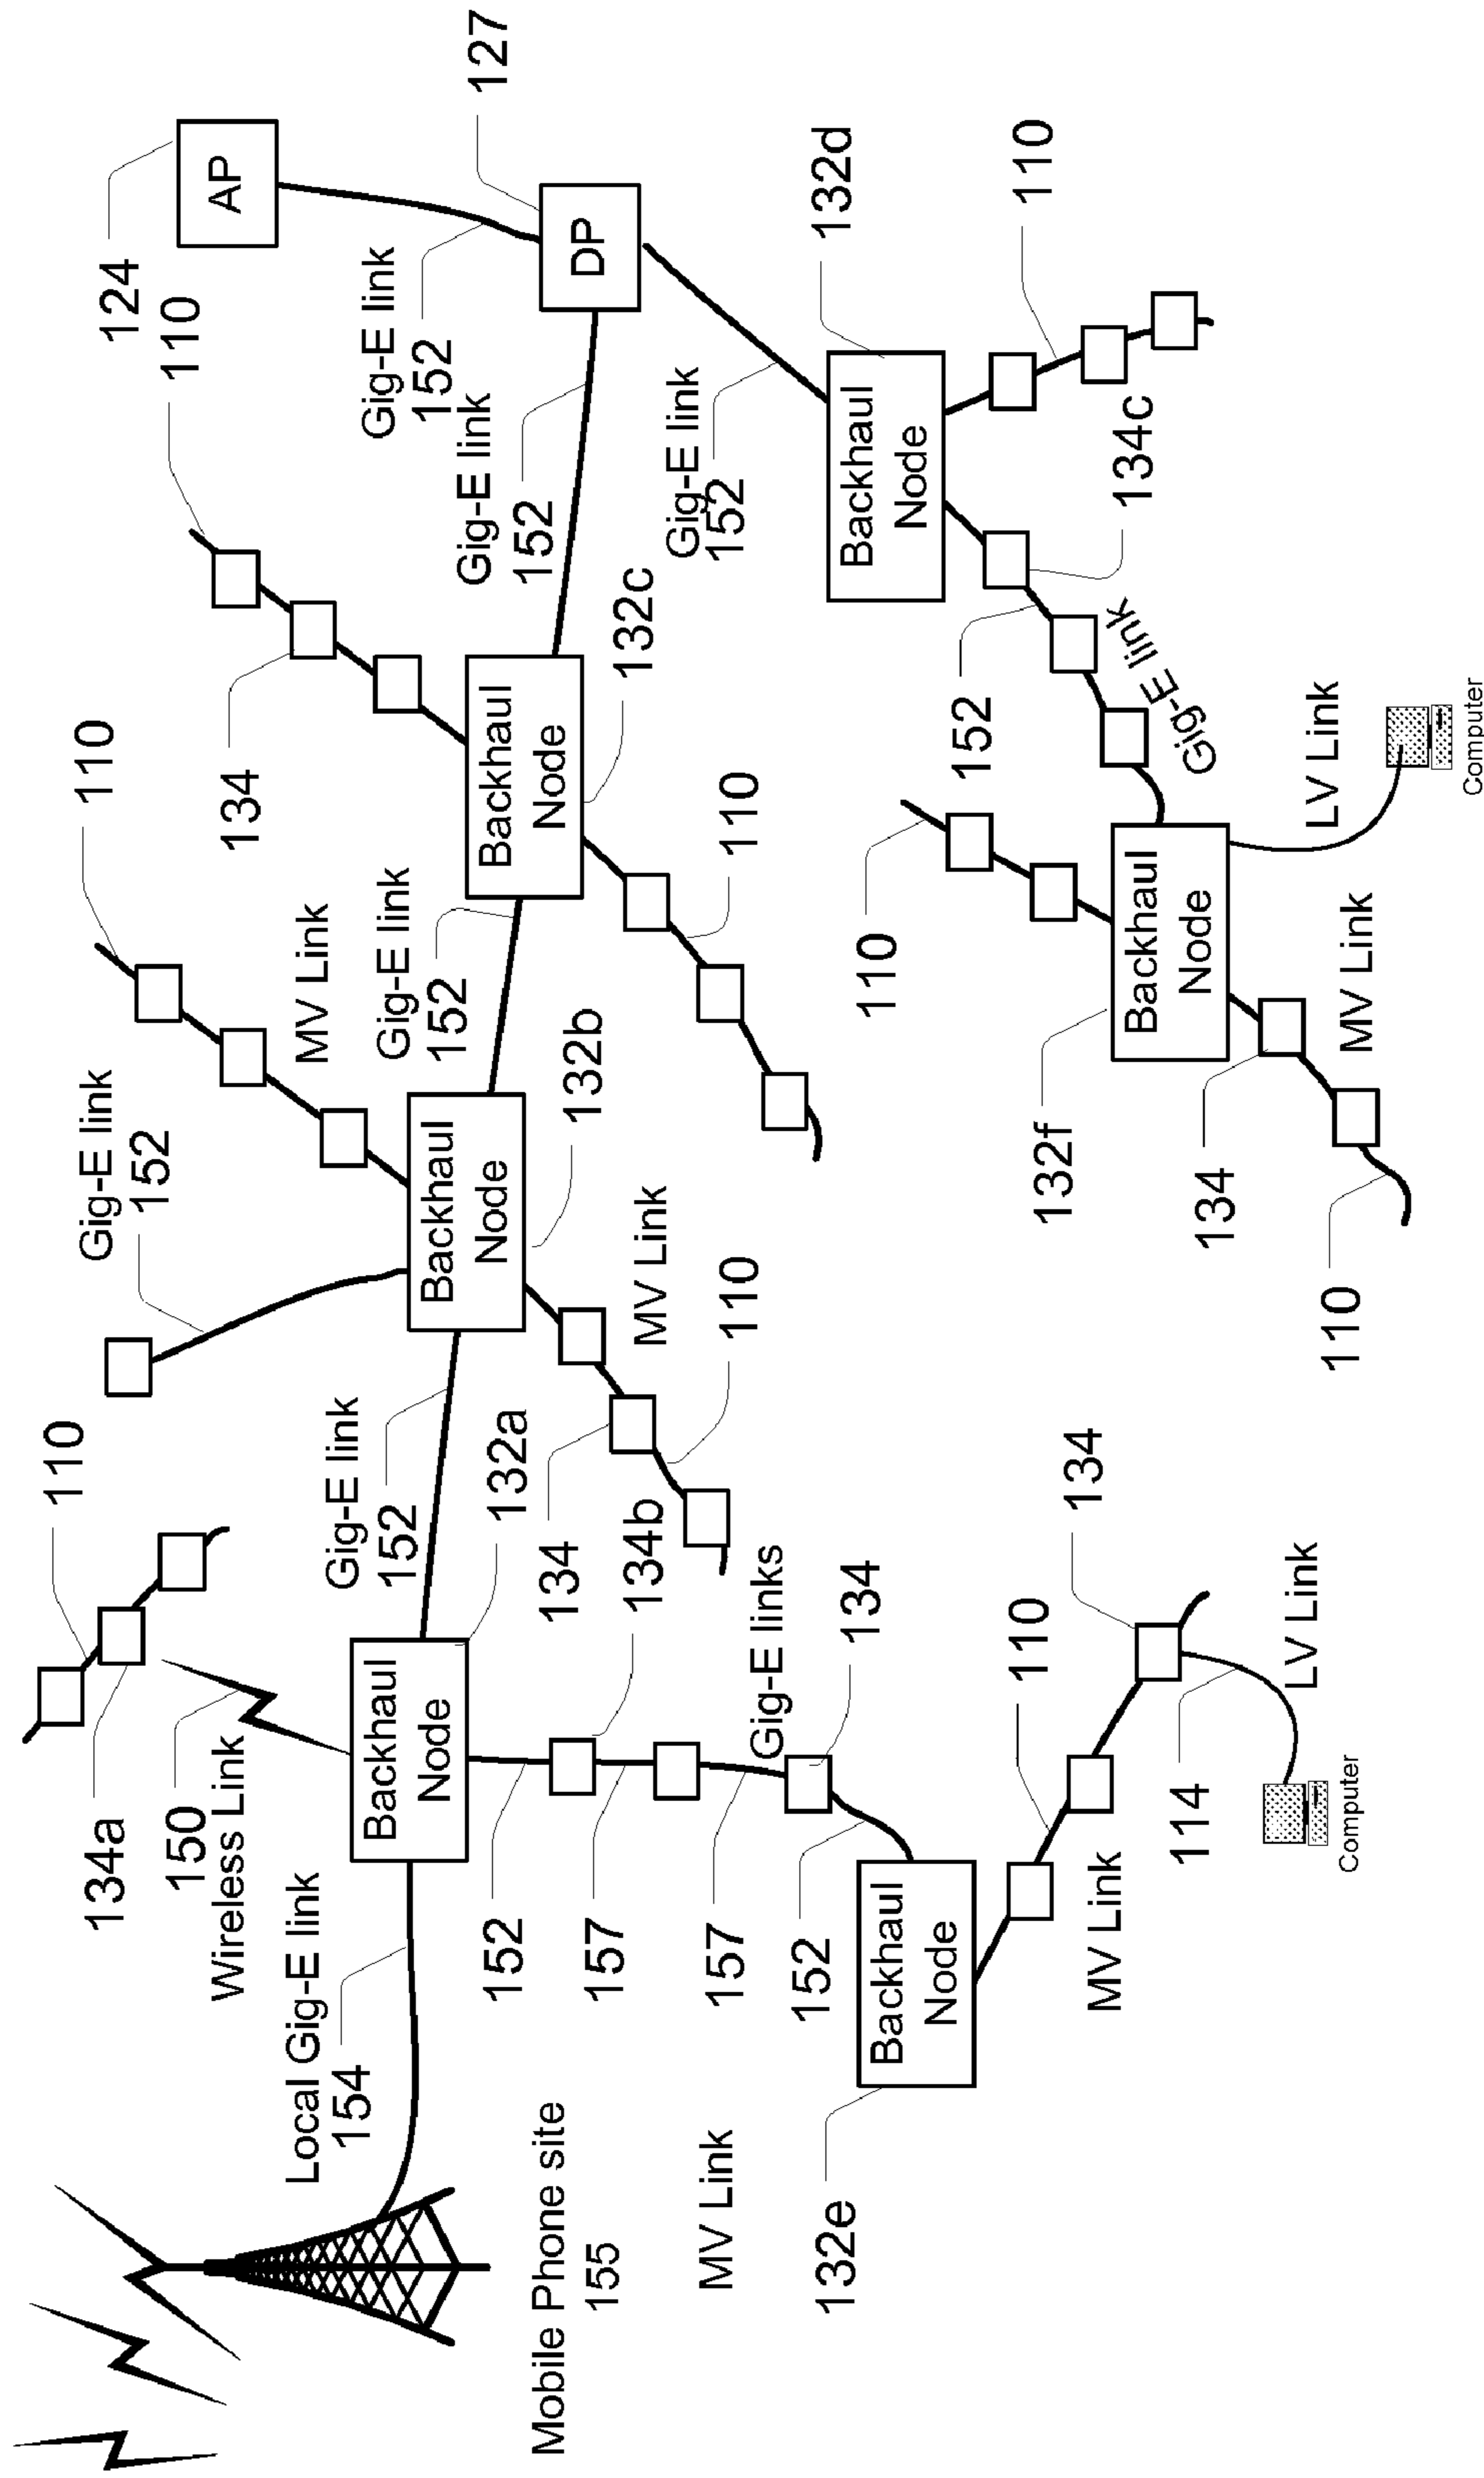 110
110
Gig-E link
152
134a
124
110
150
Wireless Link
AP
134
Local Gig-E link
154
MV Link
Gig-E link
152
Gig-E link
152
Gig-E link
152
Backhaul
Node
Backhaul
Node
Gig-E link
152
127
Backhaul
Node
132a
152
Mobile Phone site
155
134
132b
DP
157
134b
132c
MV Link
110
Gig-E link
152
MV Link
157
Gig-E links
110
152
132e
134
132d
Backhaul
Node
Backhaul
Node
110
152
110
110
132f
134
MV Link
134c
Gig-E link
Backhaul
Node
114
134
LV Link
LV Link
110
MV Link
Computer
Computer